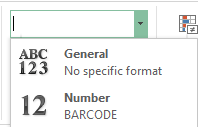 ABC
123
General
No specific format
12
Number
BARCODE